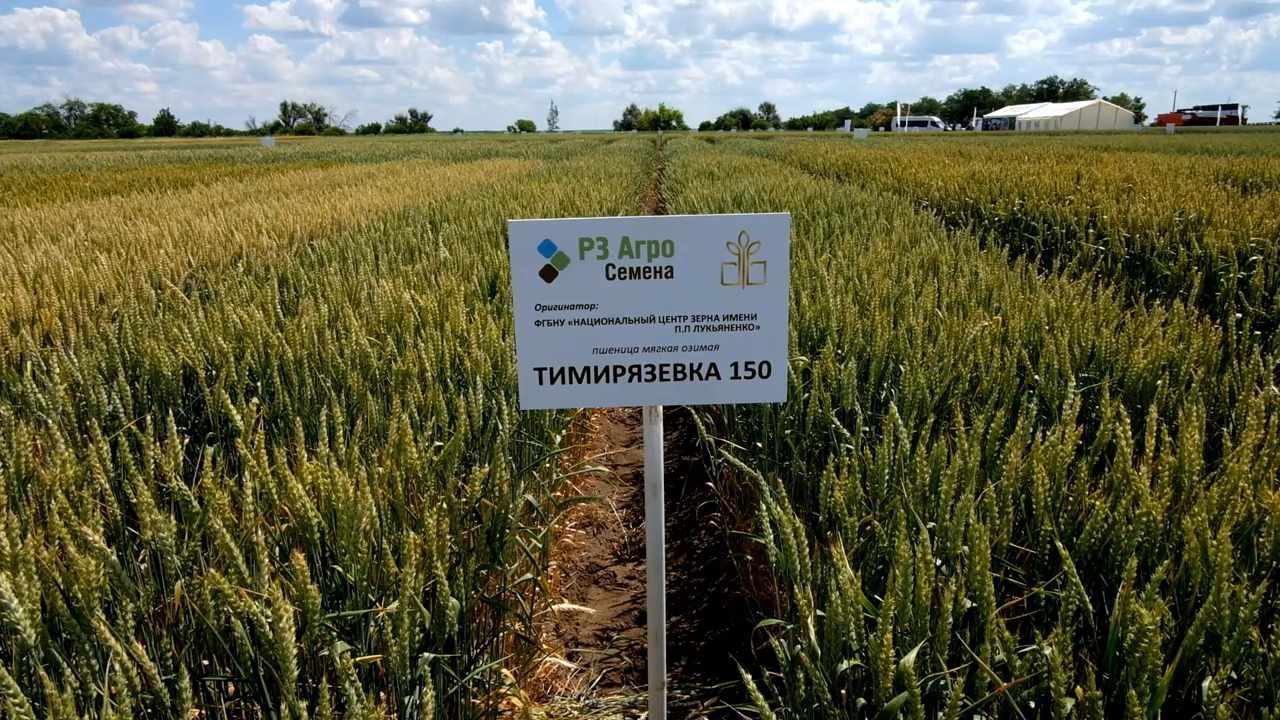 РЗ Агро
Семена
Оригинатор:
ФГБНУ «НАЦИОНАЛЬНЫЙ ЦЕНТР ЗЕРНА ИМЕНИ
П.П ЛУКЬЯНЕНКО»
пшеница мягкая озимая
ТИМИРЯЗЕВКА 150